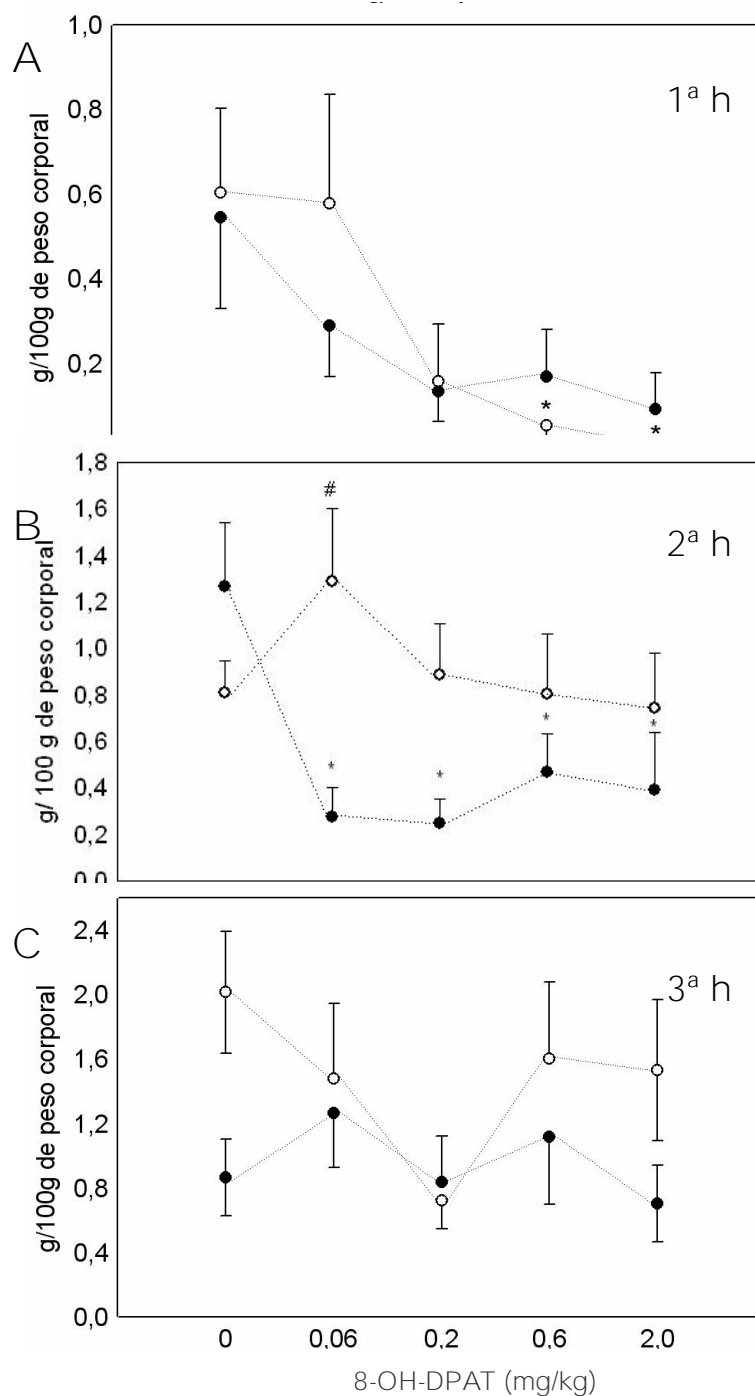 A
1ª h
1,0
0,8
0,6
0,4
0,2
g/100g de peso corporal
*
*
B
2ª h
1,8
1,6
1,4
1,2
1,0
0,8
0,6
0,4
0,2
0,0
g/ 100 g de peso corporal
#
*
*
*
*
C
3ª h
2,4
2,0
1,6
1,2
0,8
0,4
0,0
g/100g de peso corporal
0 0,06 0,2 0,6 2,0
8-OH-DPAT (mg/kg)